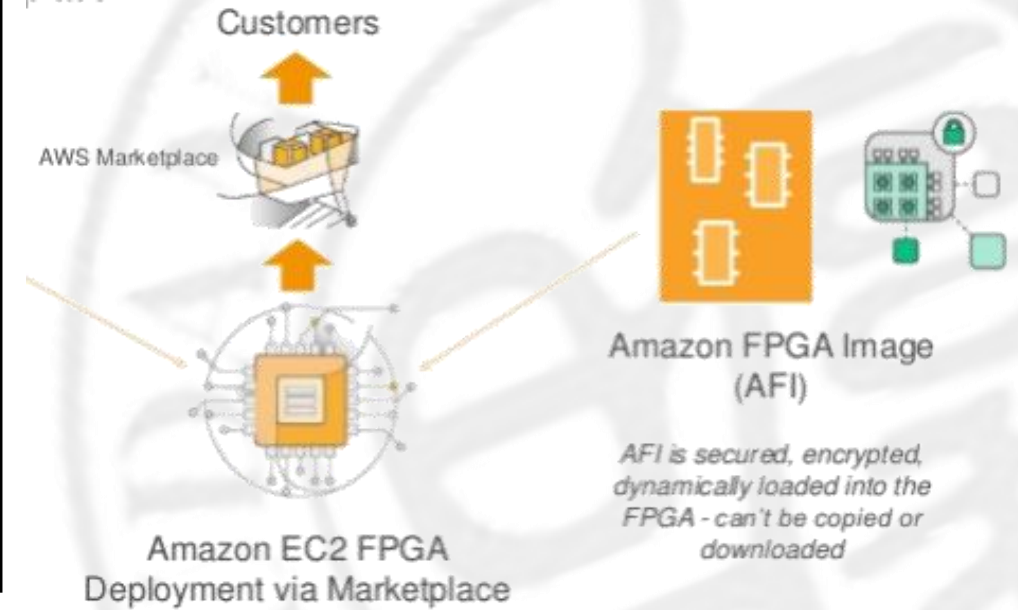 Customers
AWS Marketplace
Amazon EC2 FPGA
Deployment via Marketplace
Amazon FPGA Image
(AFI)
AFI is secured, encrypted,
dynamically loaded into the
FPGA - can't be copied or
downloaded